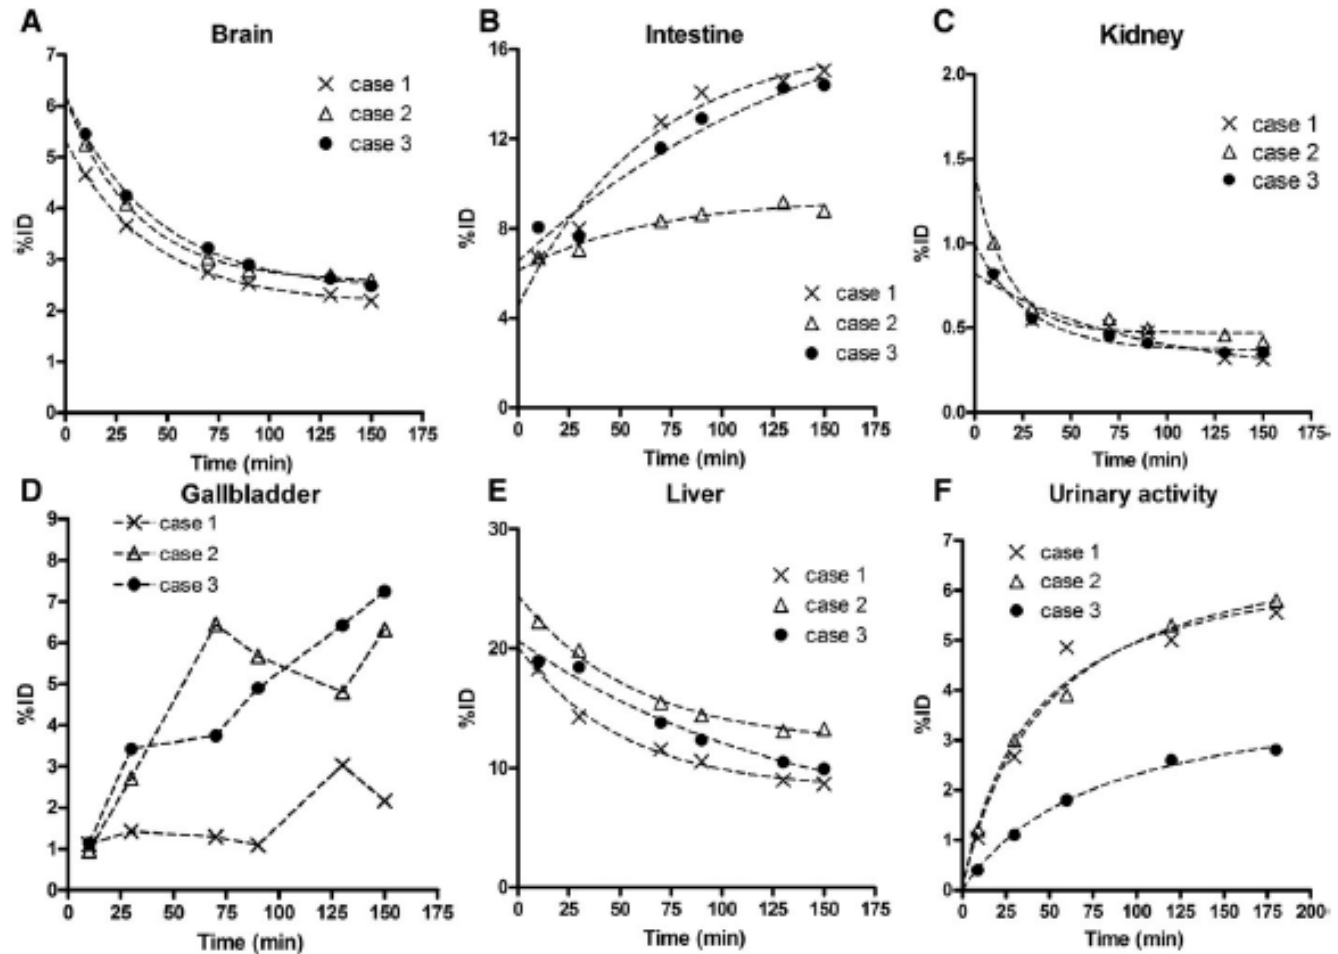 A Brain
7
6
5
4
3
2
1
0
%ID
0 25 50 75 100 125 150 175
Time (min)
case 1
case 2
case 3
B Intestine
16
12
8
4
0
%ID
0 25 50 75 100 125 150 175
Time (min)
case 1
case 2
case 3
C Kidney
2.0
1.5
1.0
0.5
0.0
%ID
0 25 50 75 100 125 150 175
Time (min)
case 1
case 2
case 3
D Gallbladder
9
8
7
6
5
4
3
2
1
0
%ID
0 25 50 75 100 125 150 175
Time (min)
case 1
case 2
case 3
E Liver
30
20
10
0
%ID
0 25 50 75 100 125 150 175
Time (min)
case 1
case 2
case 3
F Urinary activity
7
6
5
4
3
2
1
0
%ID
0 25 50 75 100 125 150 175 200
Time (min)
case 1
case 2
case 3